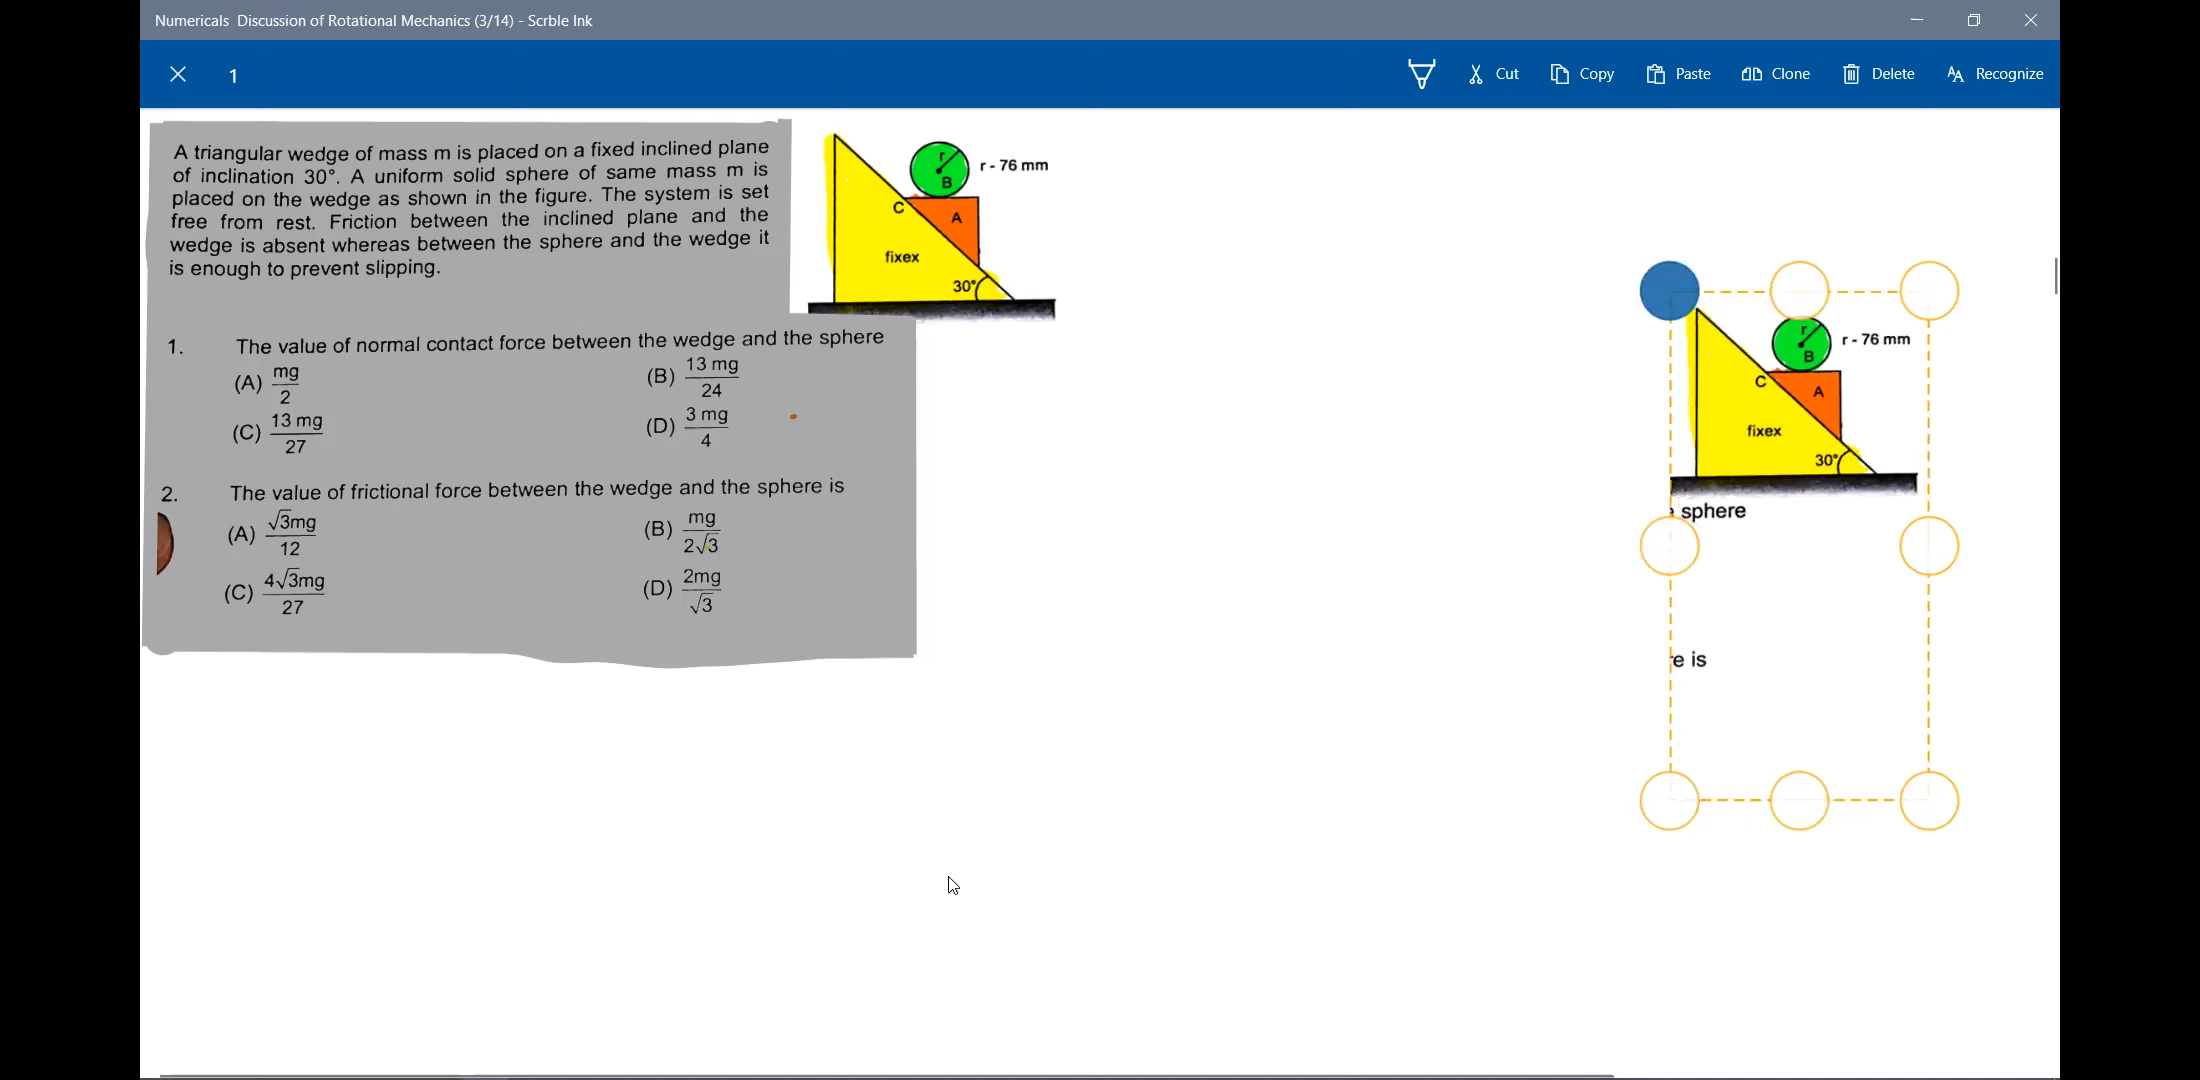 Numericals Discussion of Rotational Mechanics (3/14) - Scrble Ink
1
Cut
Copy
Paste
Clone
Delete
Recognize
A triangular wedge of mass m is placed on a fixed inclined plane
of inclination 30°. A uniform solid sphere of same mass m is
placed on the wedge as shown in the figure. The system is set
free from rest. Friction between the inclined plane and the
wedge is absent whereas between the sphere and the wedge it
is enough to prevent slipping.
r
B
r - 76 mm
C
A
fixex
30°
1. The value of normal contact force between the wedge and the sphere
(A) mg/2
(B) 13 mg/24
(C) 13 mg/27
(D) 3 mg/4
2. The value of frictional force between the wedge and the sphere is
(A) √3mg/12
(B) mg/2√3
(C) 4√3mg/27
(D) 2mg/√3
r
B
r - 76 mm
C
A
fixex
30°
sphere
e is